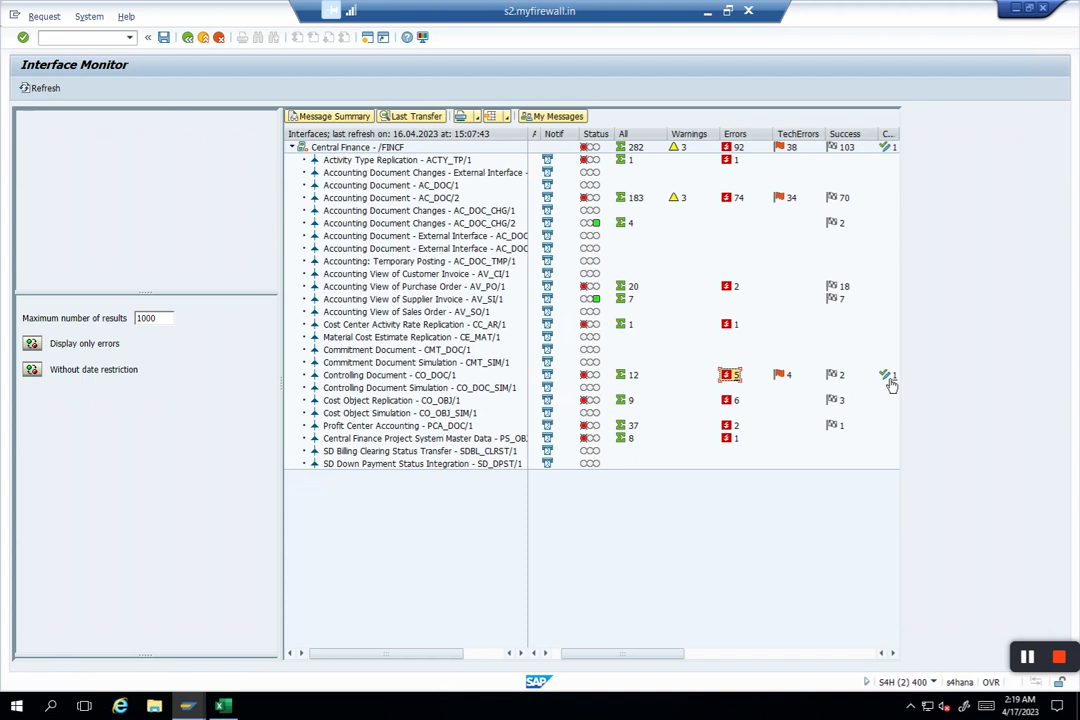 Request System Help s2.myfirewall.in
Interface Monitor
Refresh
Message Summary Last Transfer My Messages
Interfaces; last refresh on: 16.04.2023 at: 15:07:43 A Notif Status All Warnings Errors TechErrors Success C...
Central Finance - /FINCF 282 3 92 38 103 1
Activity Type Replication - ACTY_TP/1 1 1
Accounting Document Changes - External Interface -
Accounting Document - AC_DOC/1
Accounting Document - AC_DOC/2 183 3 74 34 70
Accounting Document Changes - AC_DOC_CHG/1
Accounting Document Changes - AC_DOC_CHG/2 4 2
Accounting Document - External Interface - AC_DOC
Accounting Document - External Interface - AC_DOC
Accounting: Temporary Posting - AC_DOC_TMP/1
Accounting View of Customer Invoice - AV_CI/1
Accounting View of Purchase Order - AV_PO/1 20 2 18
Accounting View of Supplier Invoice - AV_SI/1 7 7
Accounting View of Sales Order - AV_SO/1
Cost Center Activity Rate Replication - CC_AR/1 1 1
Material Cost Estimate Replication - CE_MAT/1
Commitment Document - CMT_DOC/1
Commitment Document Simulation - CMT_SIM/1
Controlling Document - CO_DOC/1 12 5 4 2 1
Controlling Document Simulation - CO_DOC_SIM/1
Cost Object Replication - CO_OBJ/1 9 6 3
Cost Object Simulation - CO_OBJ_SIM/1
Profit Center Accounting - PCA_DOC/1 37 2 1
Central Finance Project System Master Data - PS_OBJ 8 1
SD Billing Clearing Status Transfer - SDBL_CLRST/1
SD Down Payment Status Integration - SD_DPST/1
Maximum number of results 1000
Display only errors
Without date restriction
SAP S4H (2) 400 s4hana OVR
2:19 AM
4/17/2023